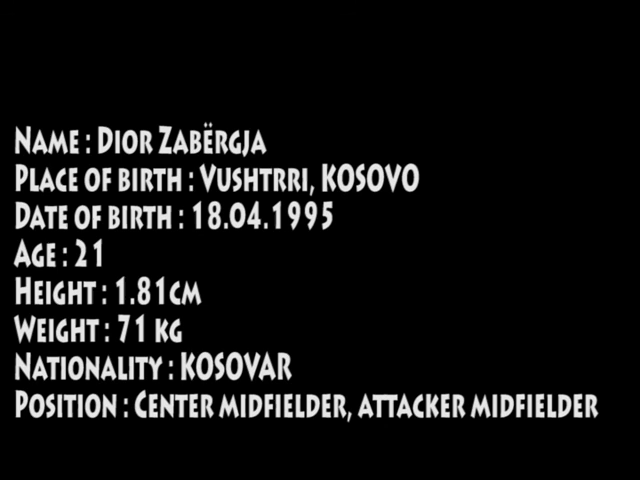 Name : Dior Zabërgja
Place of birth : Vushtrri, KOSOVO
Date of birth : 18.04.1995
Age : 21
Height : 1.81cm
Weight : 71 kg
Nationality : KOSOVAR
Position : Center midfielder, attacker midfielder